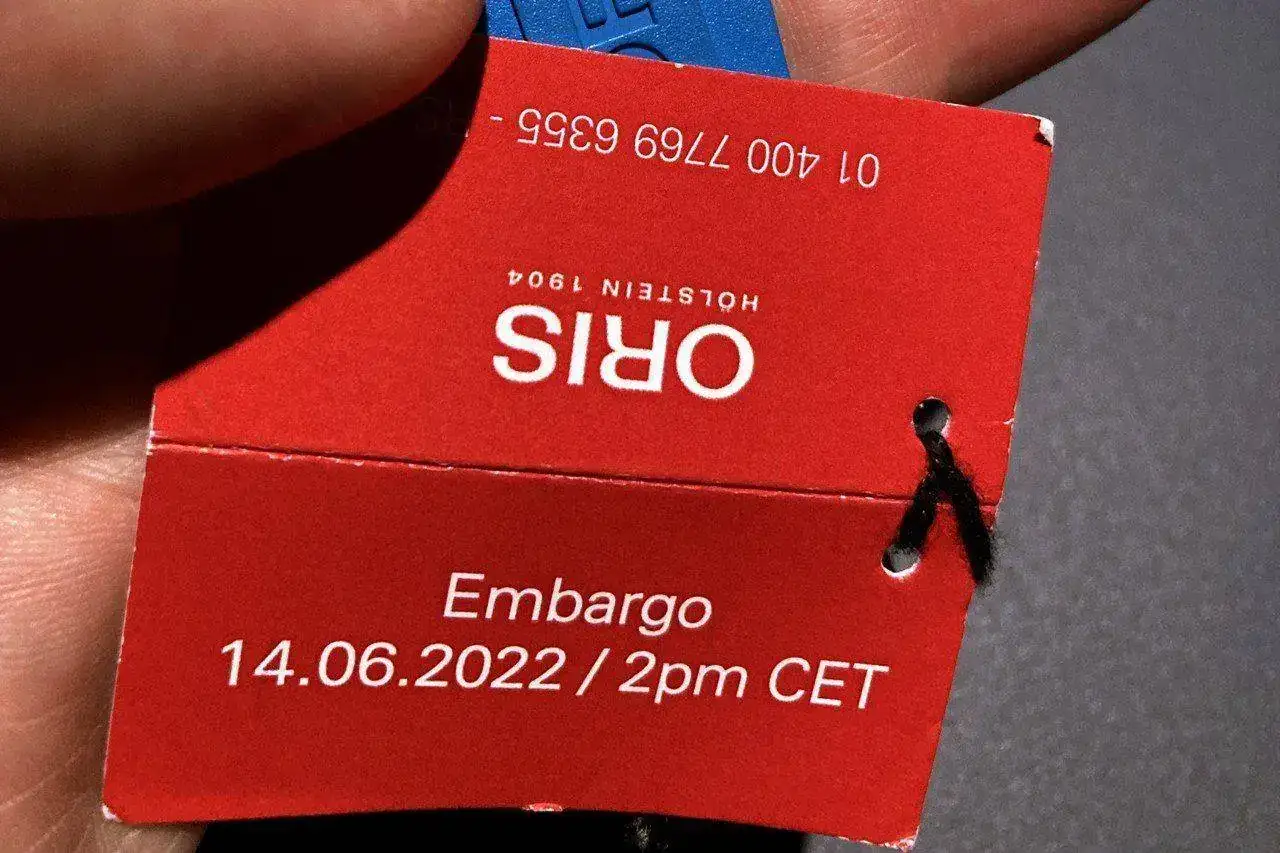 01 400 7769 6355 -
HÖLSTEIN 1904
ORIS
Embargo
14.06.2022 / 2pm CET